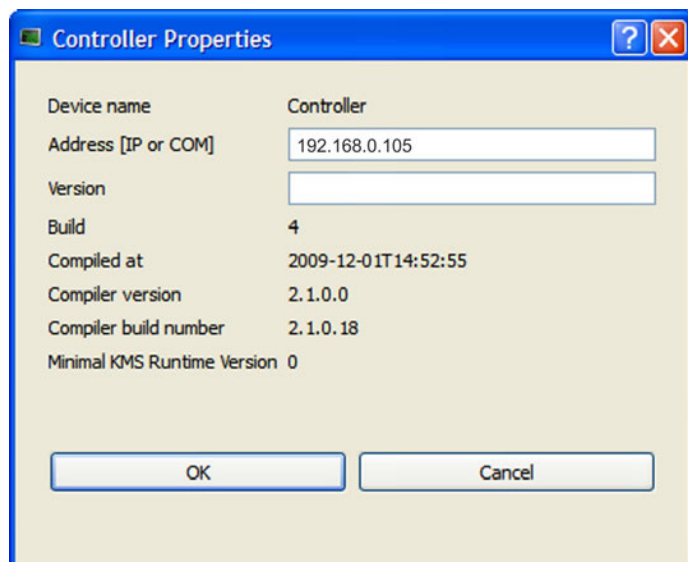 Controller Properties
?
Device name Controller
Address [IP or COM] 192.168.0.105
Version
Build 4
Compiled at 2009-12-01T14:52:55
Compiler version 2.1.0.0
Compiler build number 2.1.0.18
Minimal KMS Runtime Version 0
OK Cancel